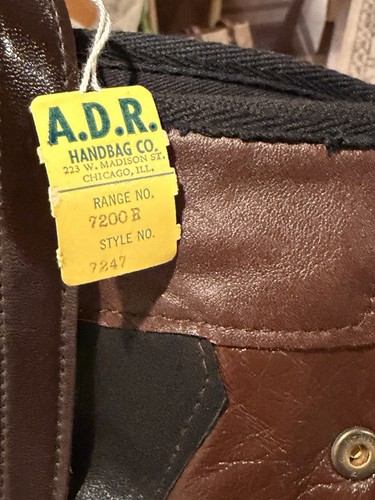 A.D.R.
HANDBAG CO.
223 W. MADISON ST.
CHICAGO, ILL.
RANGE NO.
7200 B
STYLE NO.
7247